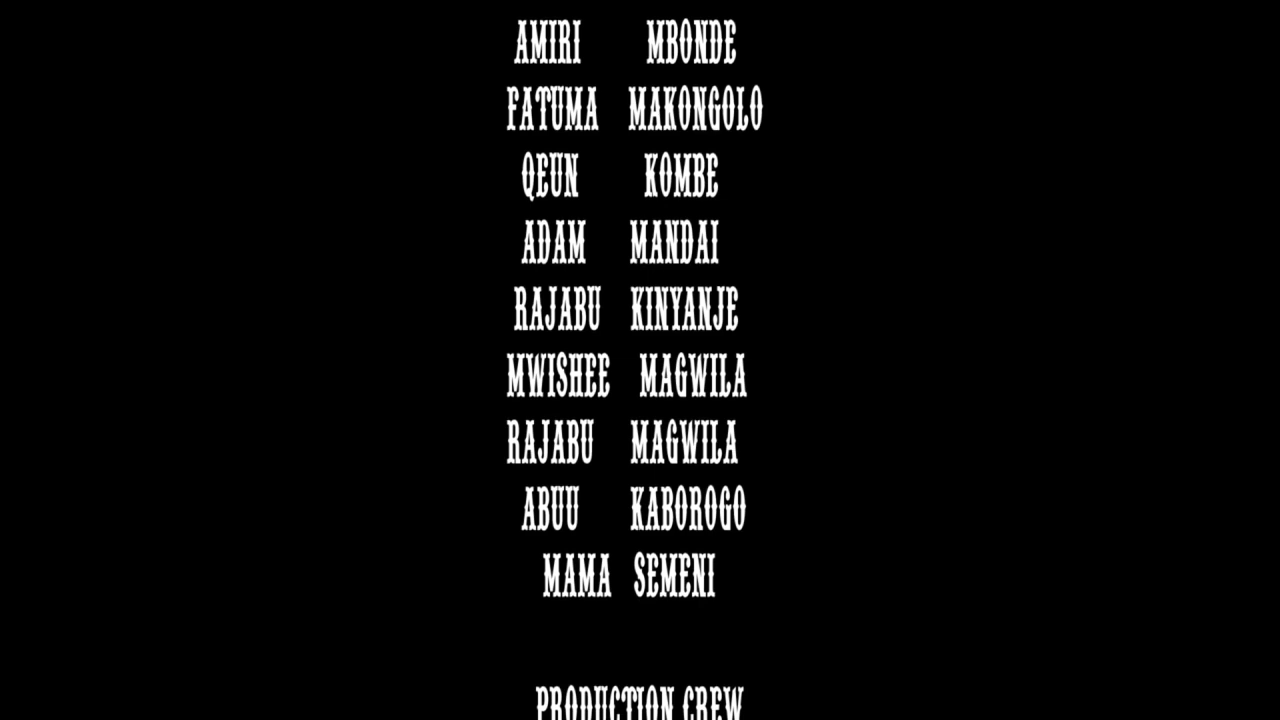 AMIRI MBONDE
FATUMA MAKONGOLO
QEUN KOMBE
ADAM MANDAI
RAJABU KINYANJE
MWISHEE MAGWILA
RAJABU MAGWILA
ABUU KABOROGO
MAMA SEMENI
PRODUCTION CREW